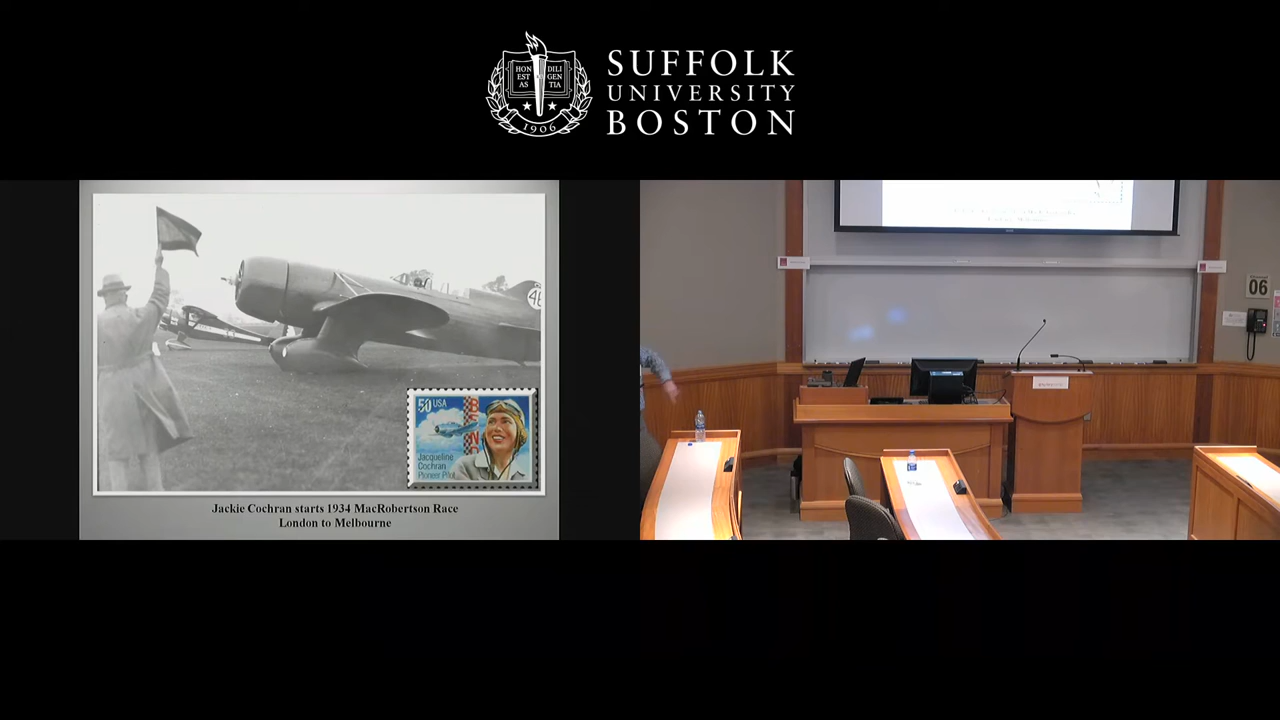 HON
EST
AS
DILI
GEN
TIA
1906
SUFFOLK
UNIVERSITY
BOSTON
50 USA
Jacqueline
Cochran
Pioneer Pilot
Jackie Cochran starts 1934 MacRobertson Race
London to Melbourne
06